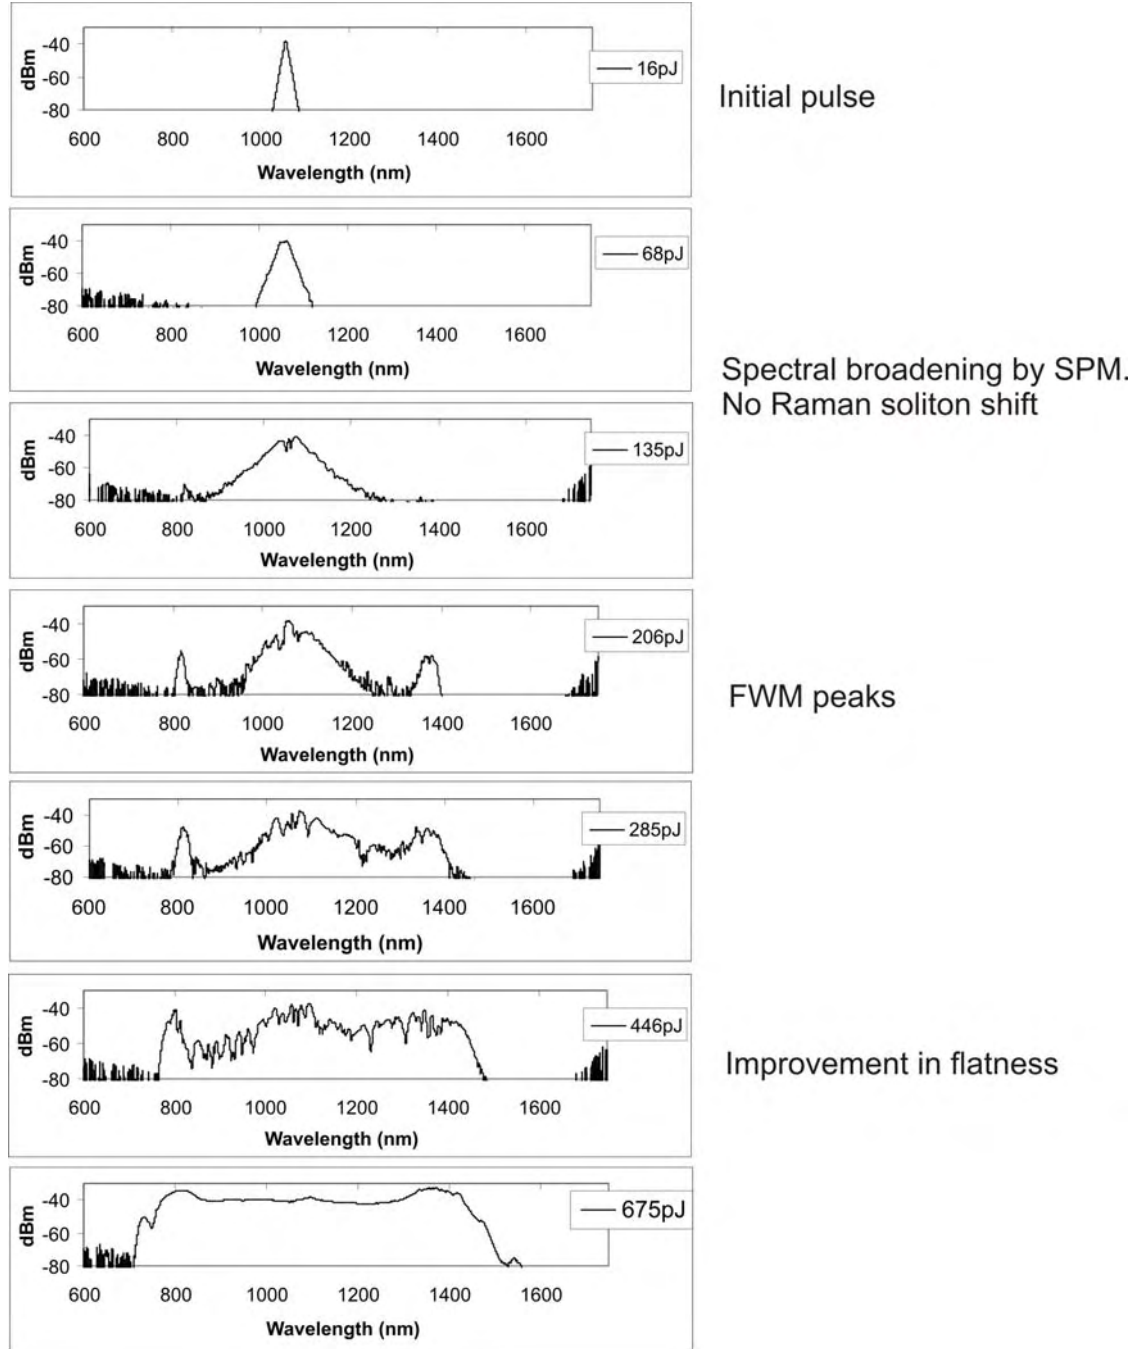 dBm
-40
-60
-80
16pJ
600 800 1000 1200 1400 1600
Wavelength (nm)
Initial pulse
dBm
-40
-60
-80
68pJ
600 800 1000 1200 1400 1600
Wavelength (nm)
Spectral broadening by SPM.
No Raman soliton shift
dBm
-40
-60
-80
135pJ
600 800 1000 1200 1400 1600
Wavelength (nm)
dBm
-40
-60
-80
206pJ
600 800 1000 1200 1400 1600
Wavelength (nm)
FWM peaks
dBm
-40
-60
-80
285pJ
600 800 1000 1200 1400 1600
Wavelength (nm)
dBm
-40
-60
-80
446pJ
600 800 1000 1200 1400 1600
Wavelength (nm)
Improvement in flatness
dBm
-40
-60
-80
675pJ
600 800 1000 1200 1400 1600
Wavelength (nm)